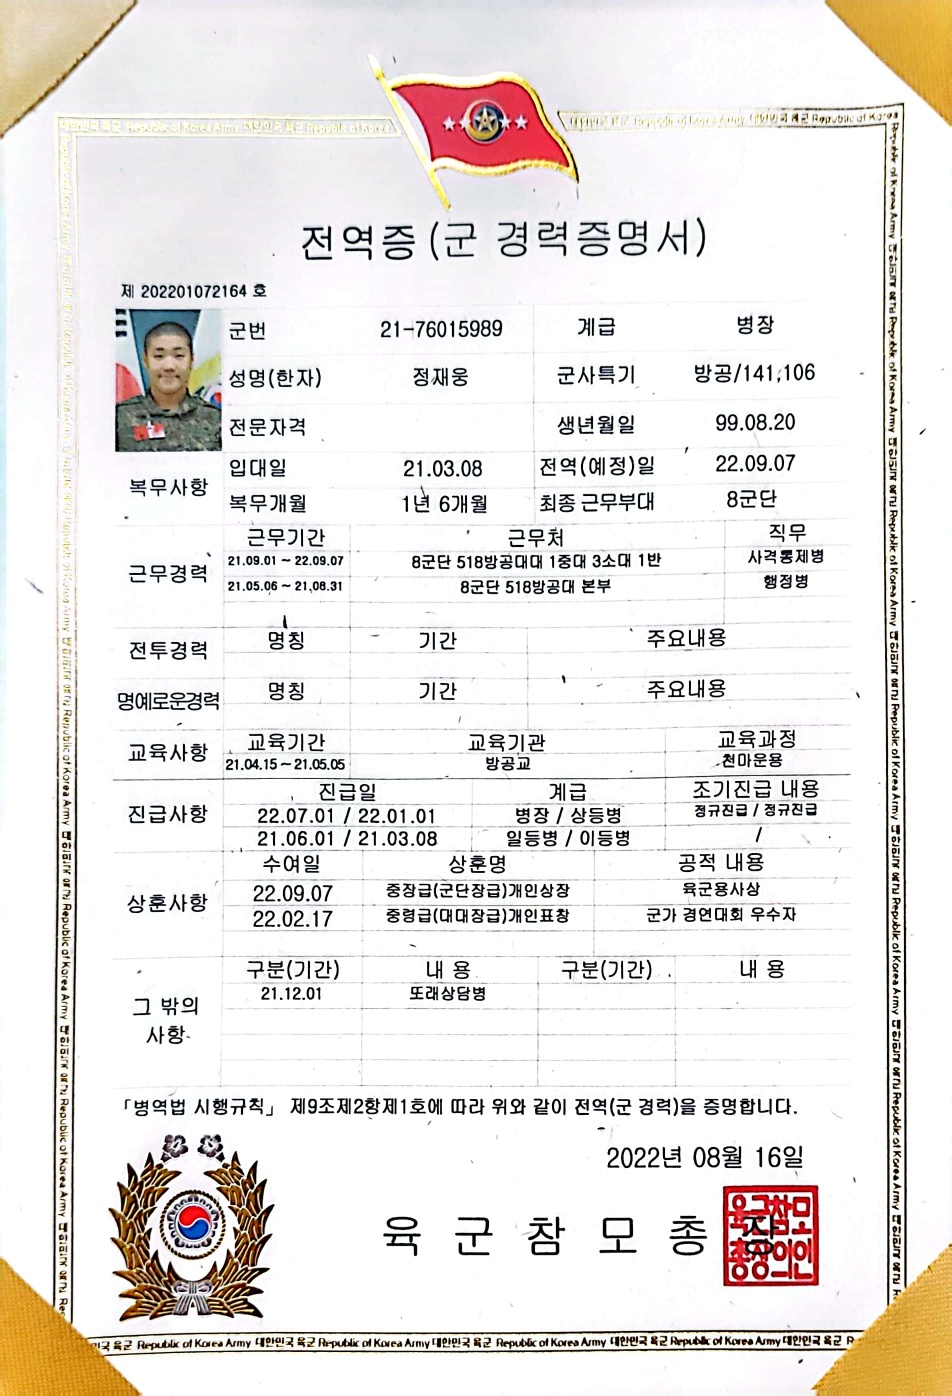 대한민국 육군 Republic of Korea Army 대한민국 육군 Republic of Korea
전역증(군 경력증명서)
제 202201072164 호
군번 21-76015989 계급 병장
성명(한자) 정재웅 군사특기 방공/141,106
전문자격 생년월일 99.08.20
복무사항 입대일 21.03.08 전역(예정)일 22.09.07
복무개월 1년 6개월 최종 근무부대 8군단
근무경력 근무기간 근무처 직무
21.09.01 ~ 22.09.07 8군단 518방공대대 1중대 3소대 1반 사격통제병
21.05.06 ~ 21.08.31 8군단 518방공대 본부 행정병
전투경력 명칭 기간 주요내용
명예로운경력 명칭 기간 주요내용
교육사항 교육기간 교육기관 교육과정
21.04.15 ~ 21.05.05 방공교 천마운용
진급사항 진급일 계급 조기진급 내용
22.07.01 / 22.01.01 병장 / 상등병 정규진급 / 정규진급
21.06.01 / 21.03.08 일등병 / 이등병 /
상훈사항 수여일 상훈명 공적 내용
22.09.07 중장급(군단장급)개인상장 육군용사상
22.02.17 중령급(대대장급)개인표창 군가 경연대회 우수자
그 밖의 사항 구분(기간) 내 용 구분(기간) 내 용
21.12.01 또래상담병
「병역법 시행규칙」 제9조제2항제1호에 따라 위와 같이 전역(군 경력)을 증명합니다.
2022년 08월 16일
육 군 참 모 총 장
육군참모
총장의인
육군 Republic of Korea Army 대한민국 육군 Republic of Korea Army 대한민국 육군 Republic of Korea Army 대한민국 육군